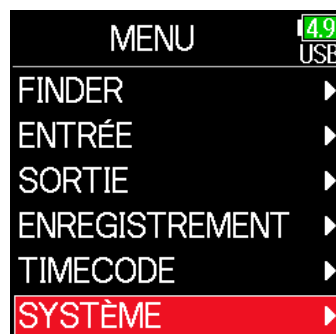 MENU
4.9
USB
FINDER
ENTRÉE
SORTIE
ENREGISTREMENT
TIMECODE
SYSTÈME